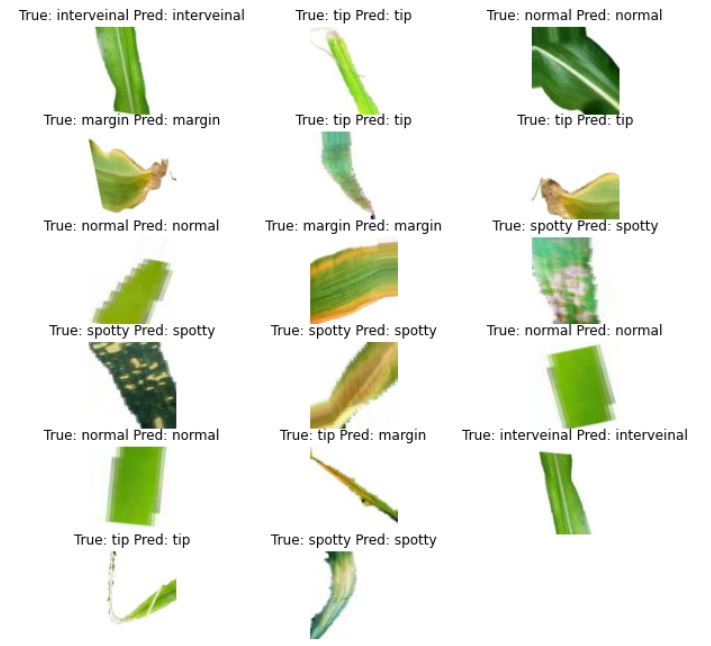 True: interveinal Pred: interveinal
True: tip Pred: tip
True: normal Pred: normal
True: margin Pred: margin
True: tip Pred: tip
True: tip Pred: tip
True: normal Pred: normal
True: margin Pred: margin
True: spotty Pred: spotty
True: spotty Pred: spotty
True: spotty Pred: spotty
True: normal Pred: normal
True: normal Pred: normal
True: tip Pred: margin
True: interveinal Pred: interveinal
True: tip Pred: tip
True: spotty Pred: spotty